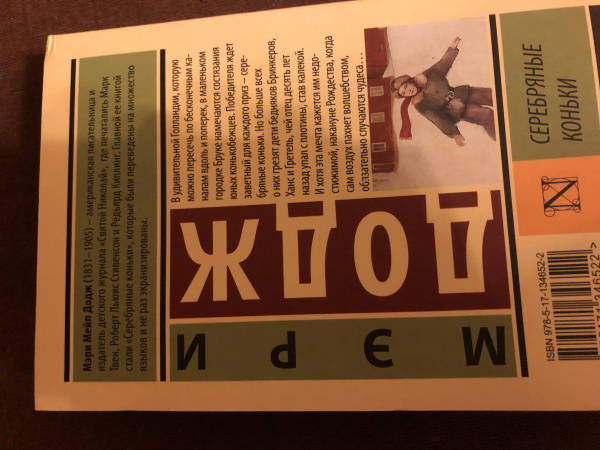 Мэри Мейп Додж (1831–1905) – американская писательница и
издатель детского журнала «Святой Николай», где печатались Марк
Твен, Роберт Льюис Стивенсон и Редьярд Киплинг. Главной ее книгой
стали «Серебряные коньки», которые были переведены на множество
языков и не раз экранизированы.
В удивительной Голландии, которую
можно пересечь по бесконечным ка-
налам вдоль и поперек, в маленьком
городке Бруке намечаются состязания
юных конькобежцев. Победителя ждет
заветный для каждого приз – сере-
бряные коньки. Но больше всех
о них грезят дети бедняков Бринкеров,
Ханс и Гретель, чей отец десять лет
назад упал с плотины, став калекой.
И хотя эта мечта кажется им недо-
стижимой, накануне Рождества, когда
сам воздух пахнет волшебством,
обязательно случаются чудеса...
МЭРИ
ДОДЖ
СЕРЕБРЯНЫЕ
КОНЬКИ
N
ISBN 978-5-17-134652-2